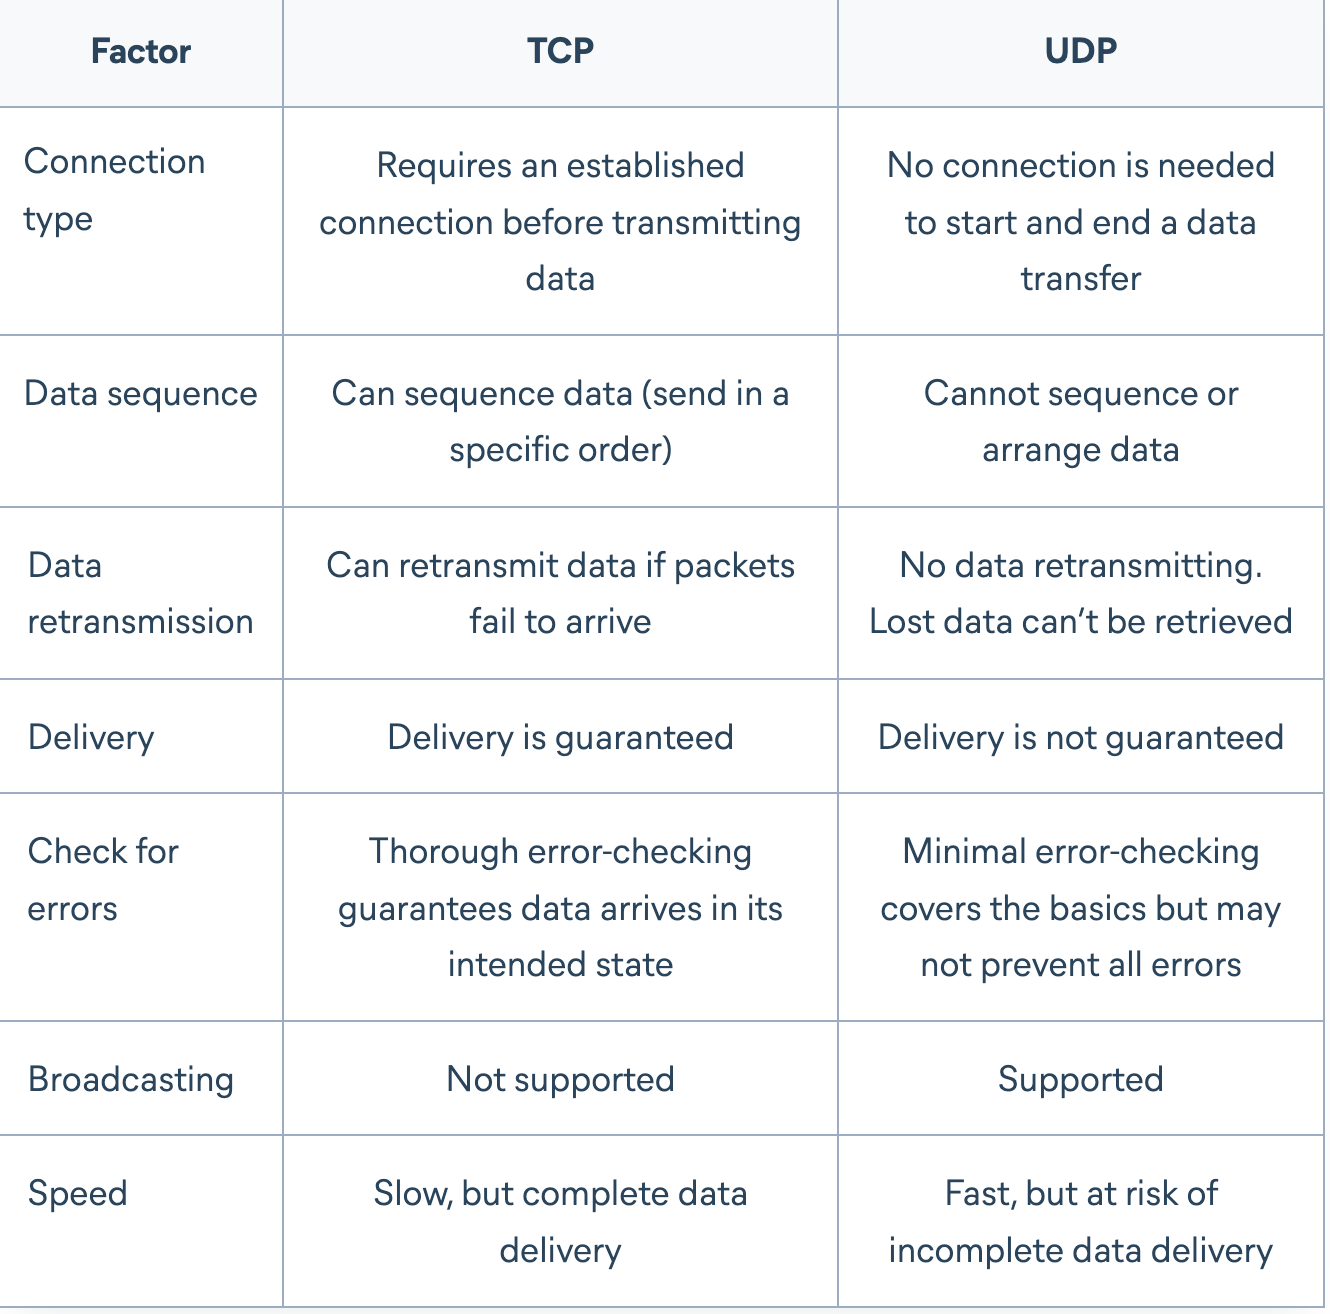 Factor TCP UDP
Connection
type
Requires an established
connection before transmitting
data
No connection is needed
to start and end a data
transfer
Data sequence
Can sequence data (send in a
specific order)
Cannot sequence or
arrange data
Data
retransmission
Can retransmit data if packets
fail to arrive
No data retransmitting.
Lost data can’t be retrieved
Delivery
Delivery is guaranteed
Delivery is not guaranteed
Check for
errors
Thorough error-checking
guarantees data arrives in its
intended state
Minimal error-checking
covers the basics but may
not prevent all errors
Broadcasting
Not supported
Supported
Speed
Slow, but complete data
delivery
Fast, but at risk of
incomplete data delivery